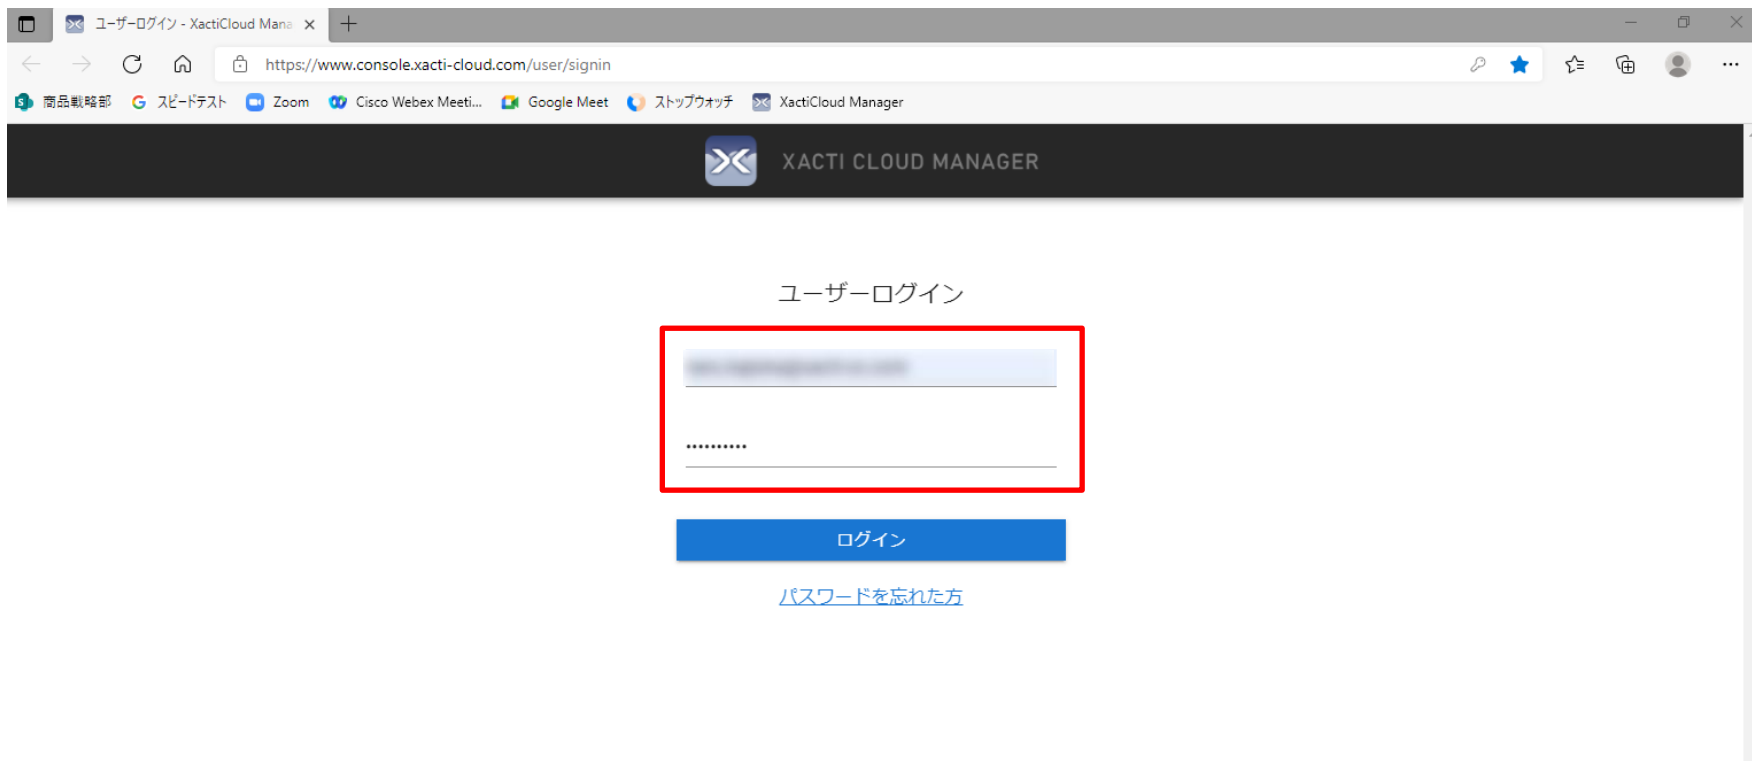 ユーザーログイン - XactiCloud Mana
https://www.console.xacti-cloud.com/user/signin
商品戦略部 スピードテスト Zoom Cisco Webex Meeti... Google Meet ストップウォッチ XactiCloud Manager
XACTI CLOUD MANAGER
ユーザーログイン
••••••••••
ログイン
パスワードを忘れた方